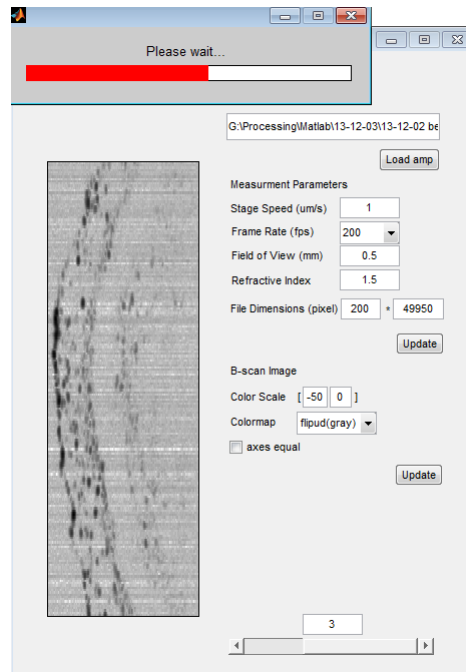 Please wait...
G:\Processing\Matlab\13-12-03\13-12-02 be
Load amp
Measurment Parameters
Stage Speed (um/s) 1
Frame Rate (fps) 200
Field of View (mm) 0.5
Refractive Index 1.5
File Dimensions (pixel) 200 * 49950
Update
B-scan Image
Color Scale [ -50 0 ]
Colormap flipud(gray)
axes equal
Update
3